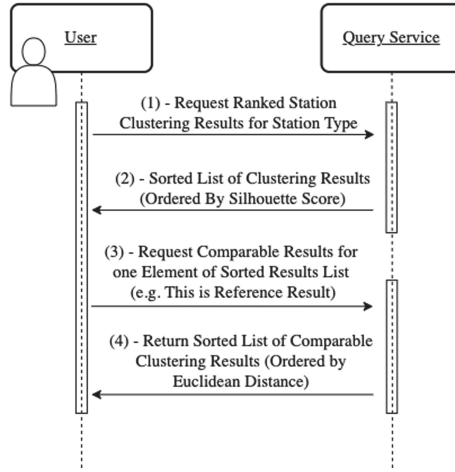 User
Query Service
(1) - Request Ranked Station
Clustering Results for Station Type
(2) - Sorted List of Clustering Results
(Ordered By Silhouette Score)
(3) - Request Comparable Results for
one Element of Sorted Results List
(e.g. This is Reference Result)
(4) - Return Sorted List of Comparable
Clustering Results (Ordered by
Euclidean Distance)